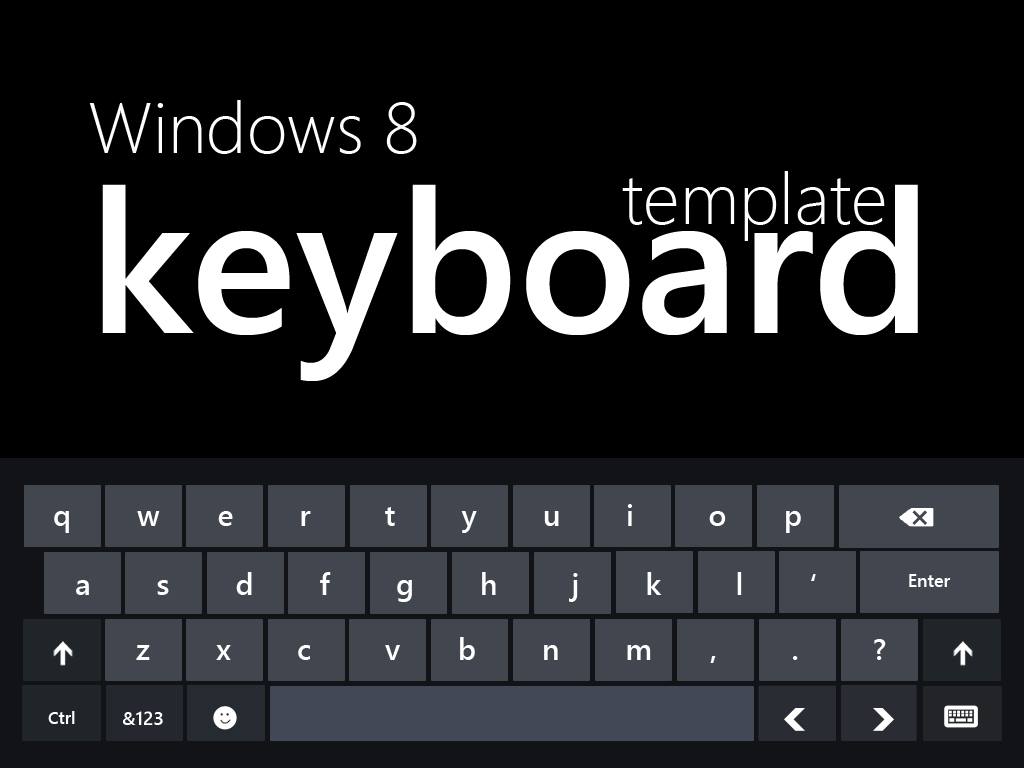 Windows 8
template
keyboard
q w e r t y u i o p
a s d f g h j k l ‘ Enter
z x c v b n m , . ?
Ctrl &123